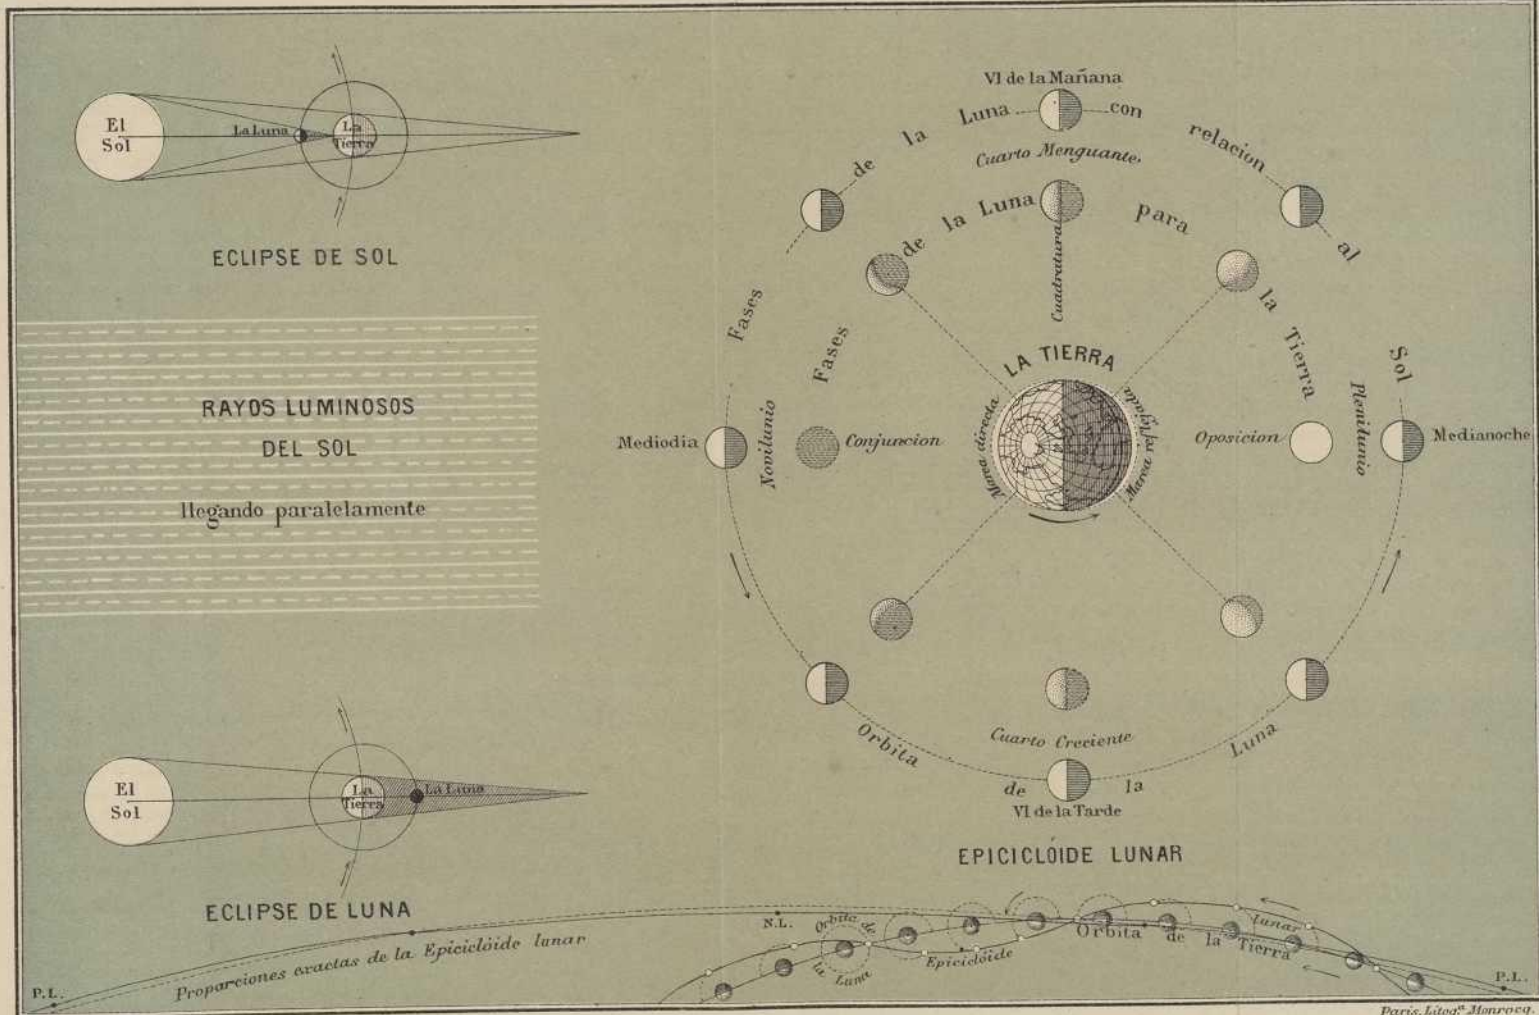 El
Sol
La Luna
La
Tierra
ECLIPSE DE SOL
RAYOS LUMINOSOS
DEL SOL
llegando paralelamente
El
Sol
La
Tierra
La Luna
ECLIPSE DE LUNA
VI de la Mañana
Fases de la Luna con relacion al Sol
Cuarto Menguante
Fases de la Luna para la Tierra
Cuadratura
LA TIERRA
Marea directa
Marea reflejada
Mediodia
Novilunio
Conjuncion
Oposicion
Plenilunio
Medianoche
Cuarto Creciente
Orbita de la Luna
VI de la Tarde
EPICICLÓIDE LUNAR
P.L.
Proporciones exactas de la Epiciclóide lunar
N.L.
Orbita de
la Luna
Epiciclóide
Lunar
Orbita de la Tierra
P.L.
Paris, Litog.ª Monrocq.